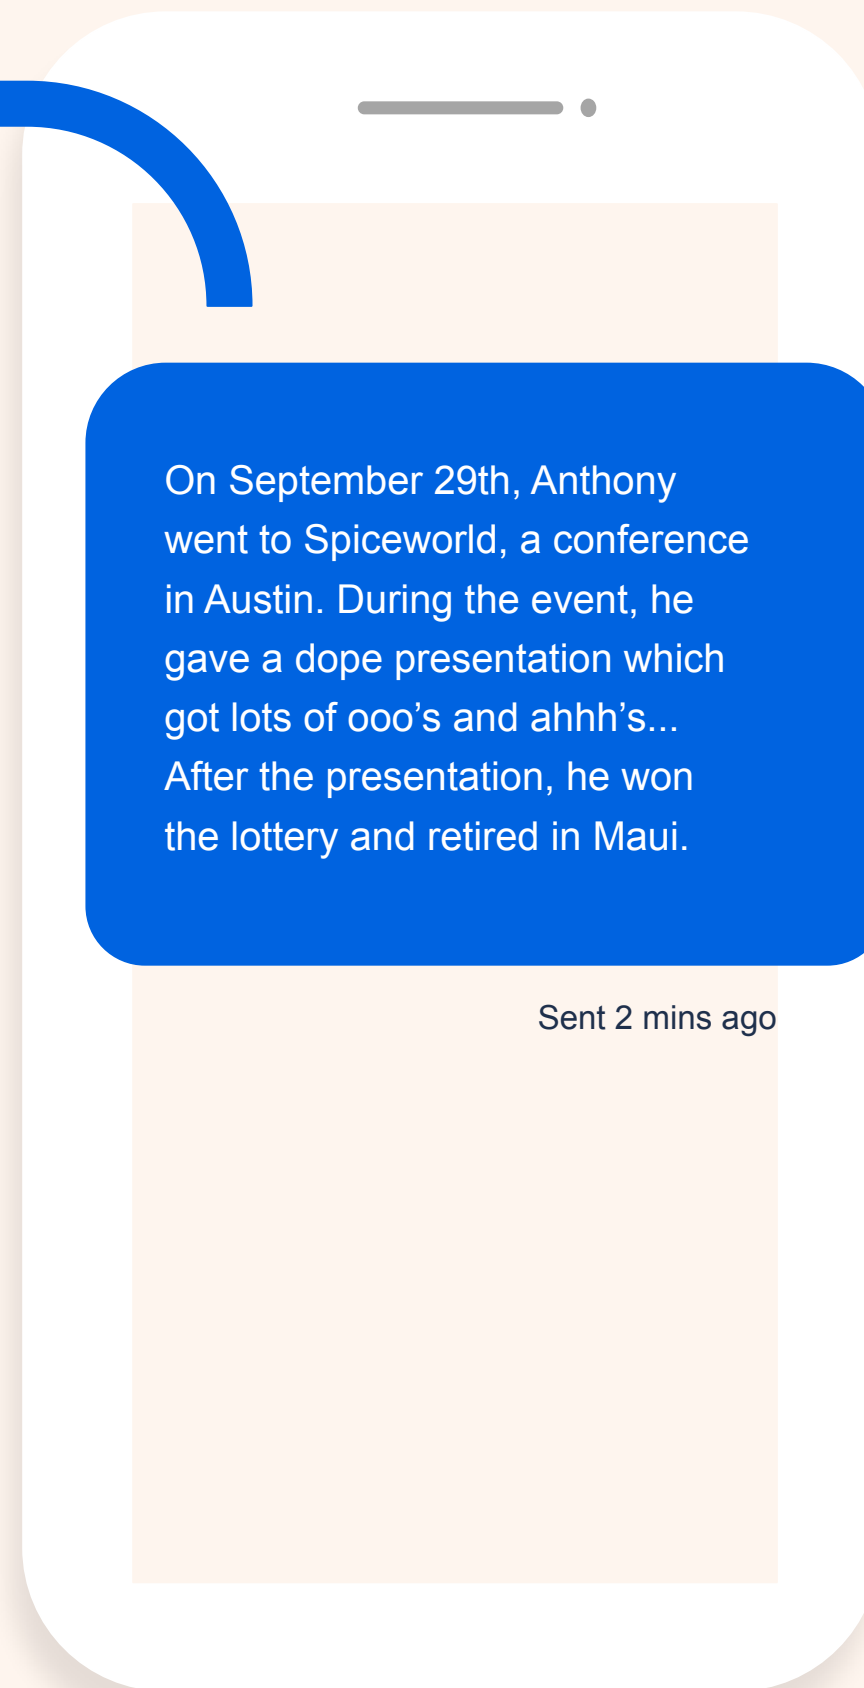 On September 29th, Anthony
went to Spiceworld, a conference
in Austin. During the event, he
gave a dope presentation which
got lots of ooo’s and ahhh’s...
After the presentation, he won
the lottery and retired in Maui.
Sent 2 mins ago